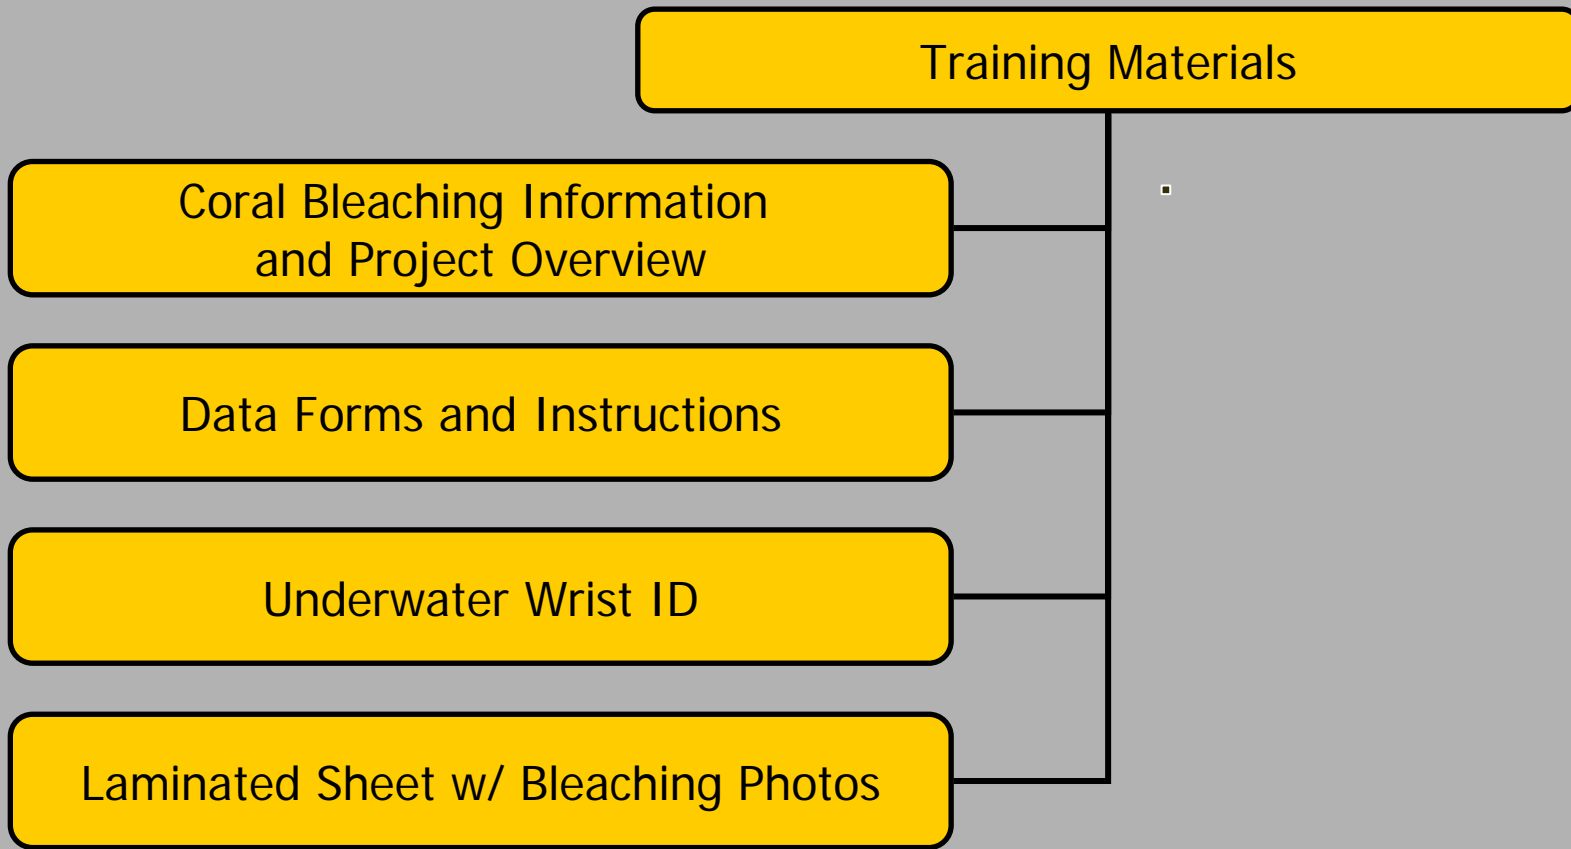 Training Materials
Coral Bleaching Information
and Project Overview
Data Forms and Instructions
Underwater Wrist ID
Laminated Sheet w/ Bleaching Photos